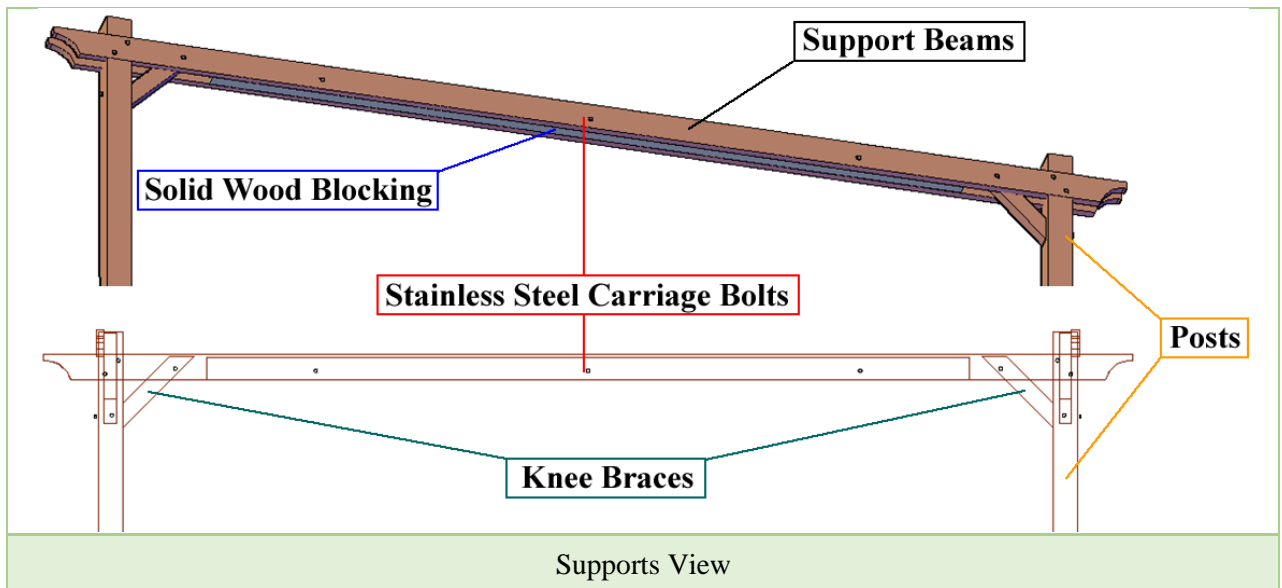 Support Beams
Solid Wood Blocking
Stainless Steel Carriage Bolts
Posts
Knee Braces
Supports View